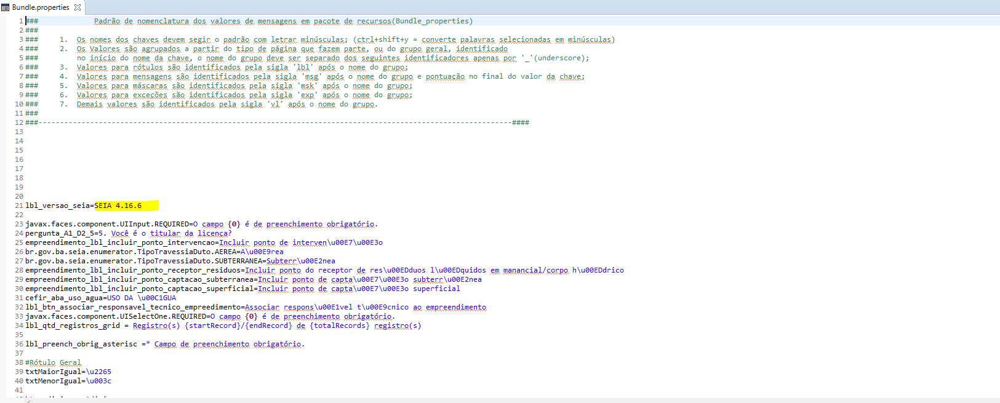 Bundle.properties
1 ### Padrão de nomenclatura dos valores de mensagens em pacote de recursos(Bundle_properties)
2 ###
3 ### 1. Os nomes dos chaves devem segir o padrão com letrar minúsculas; (ctrl+shift+y = converte palavras selecionadas em minúsculas)
4 ### 2. Os Valores são agrupados a partir do tipo de página que fazem parte, ou do grupo geral, identificado
5 ### no início do nome da chave, o nome do grupo deve ser separado dos seguintes identificadores apenas por '_'(underscore);
6 ### 3. Valores para rótulos são identificados pela sigla 'lbl' após o nome do grupo;
7 ### 4. Valores para mensagens são identificados pela sigla 'msg' após o nome do grupo e pontuação no final do valor da chave;
8 ### 5. Valores para máscaras são identificados pela sigla 'msk' após o nome do grupo;
9 ### 6. Valores para exceções são identificados pela sigla 'exp' após o nome do grupo;
10 ### 7. Demais valores são identificados pela sigla 'vl' após o nome do grupo.
11 ###
12 ###--------------------------------------------------------------------------------------------------------------####
13
14
15
16
17
18
19
20
21 lbl_versao_seia=SEIA 4.16.6
22
23 javax.faces.component.UIInput.REQUIRED=O campo {0} é de preenchimento obrigatório.
24 pergunta_A1_D2_5=5. Você é o titular da licença?
25 empreendimento_lbl_incluir_ponto_intervencao=Incluir ponto de interven\u00E7\u00E3o
26 br.gov.ba.seia.enumerator.TipoTravessiaDuto.AEREA=A\u00E9rea
27 br.gov.ba.seia.enumerator.TipoTravessiaDuto.SUBTERRANEA=Subterr\u00E2nea
28 empreendimento_lbl_incluir_ponto_receptor_residuos=Incluir ponto do receptor de res\u00EDduos l\u00EDquidos em manancial/corpo h\u00EDdrico
29 empreendimento_lbl_incluir_ponto_captacao_subterranea=Incluir ponto de capta\u00E7\u00E3o subterr\u00E2nea
30 empreendimento_lbl_incluir_ponto_captacao_superficial=Incluir ponto de capta\u00E7\u00E3o superficial
31 cefir_aba_uso_agua=USO DA \u00C1GUA
32 lbl_btn_associar_responsavel_tecnico_empreedimento=Associar respons\u00E1vel t\u00E9cnico ao empreendimento
33 javax.faces.component.UISelectOne.REQUIRED=O campo {0} é de preenchimento obrigatório.
34 lbl_qtd_registros_grid = Registro(s) {startRecord}/{endRecord} de {totalRecords} registro(s)
35
36 lbl_preench_obrig_asterisc =* Campo de preenchimento obrigatório.
37
38 #Rótulo Geral
39 txtMaiorIgual=\u2265
40 txtMenorIgual=\u003c
41